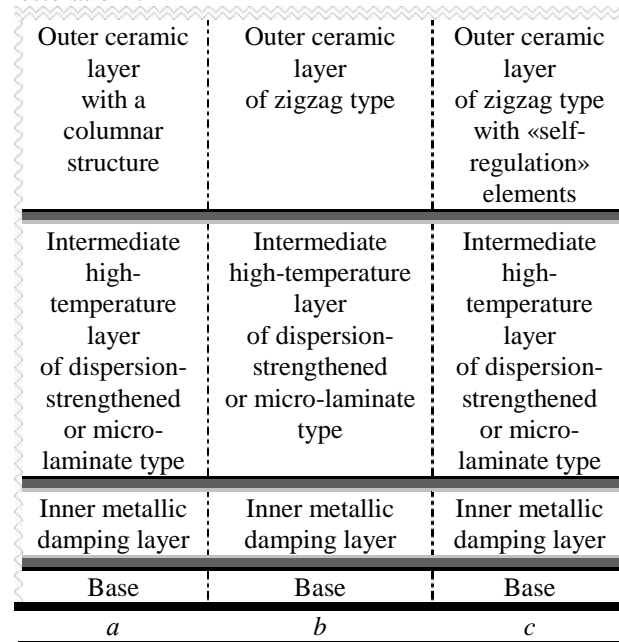 Outer ceramic
layer
with a
columnar
structure
Outer ceramic
layer
of zigzag type
Outer ceramic
layer
of zigzag type
with «self-
regulation»
elements
Intermediate
high-
temperature
layer
of dispersion-
strengthened
or micro-
laminate type
Intermediate
high-temperature
layer
of dispersion-
strengthened
or micro-laminate
type
Intermediate
high-
temperature
layer
of dispersion-
strengthened
or micro-
laminate type
Inner metallic
damping layer
Inner metallic
damping layer
Inner metallic
damping layer
Base
Base
Base
a
b
c